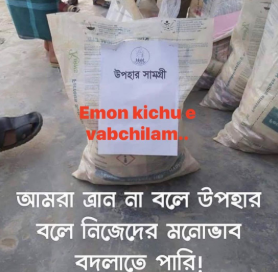 উপহার সামগ্রী
Emon kichu e
vabchilam..
আমরা ত্রান না বলে উপহার
বলে নিজেদের মনোভাব
বদলাতে পারি!